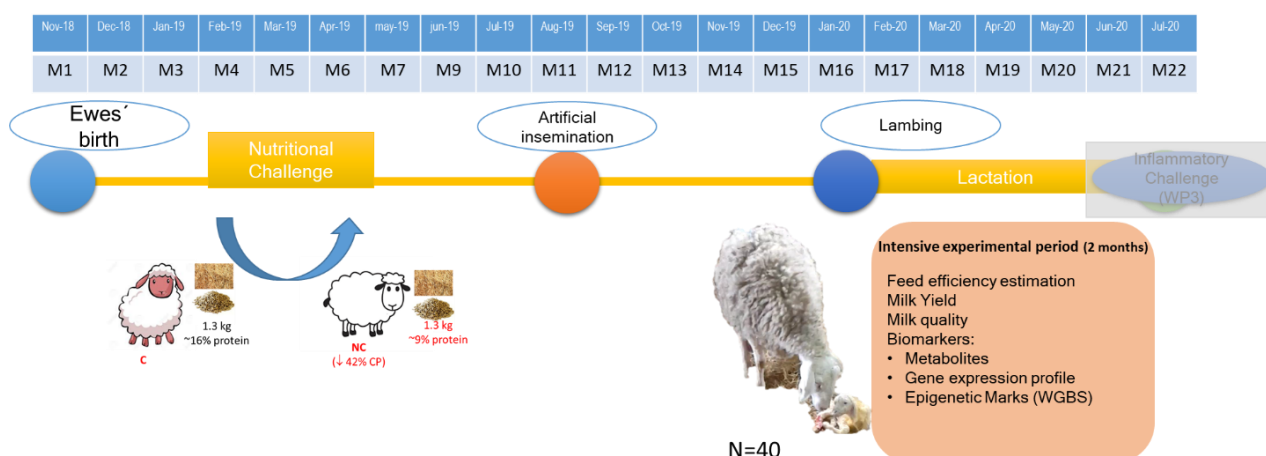 Nov-18 Dec-18 Jan-19 Feb-19 Mar-19 Apr-19 may-19 jun-19 Jul-19 Aug-19 Sep-19 Oct-19 Nov-19 Dec-19 Jan-20 Feb-20 Mar-20 Apr-20 May-20 Jun-20 Jul-20
M1 M2 M3 M4 M5 M6 M7 M9 M10 M11 M12 M13 M14 M15 M16 M17 M18 M19 M20 M21 M22
Ewes´
birth
Nutritional
Challenge
Artificial
insemination
Lambing
Lactation
Inflammatory
Challenge
(WP3)
1.3 kg
~16% protein
C
1.3 kg
~9% protein
NC
(↓ 42% CP)
N=40
Intensive experimental period (2 months)
Feed efficiency estimation
Milk Yield
Milk quality
Biomarkers:
• Metabolites
• Gene expression profile
• Epigenetic Marks (WGBS)